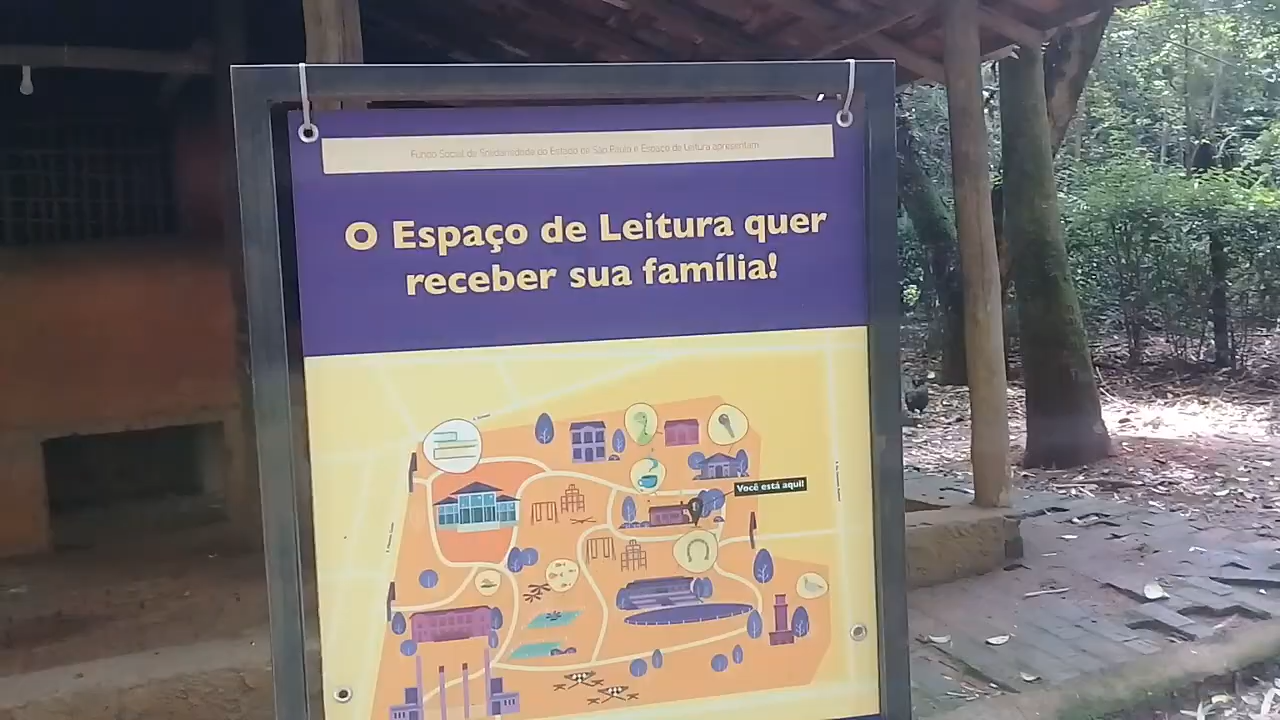 Fundo Social de Solidariedade do Estado de São Paulo e Espaço de Leitura apresentam
O Espaço de Leitura quer
receber sua família!
Você está aqui!